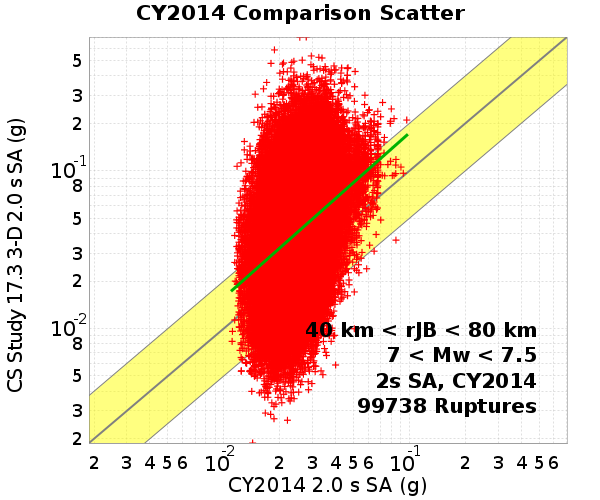 CY2014 Comparison Scatter
CS Study 17.3 3-D 2.0 s SA (g)
5
3
2
10-1
8
5
3
2
10-2
8
5
3
2
40 km < rJB < 80 km
7 < Mw < 7.5
2s SA, CY2014
99738 Ruptures
2 3 4 5 6 10-2 2 3 4 5 6 10-1 2 3 4 5 6
CY2014 2.0 s SA (g)